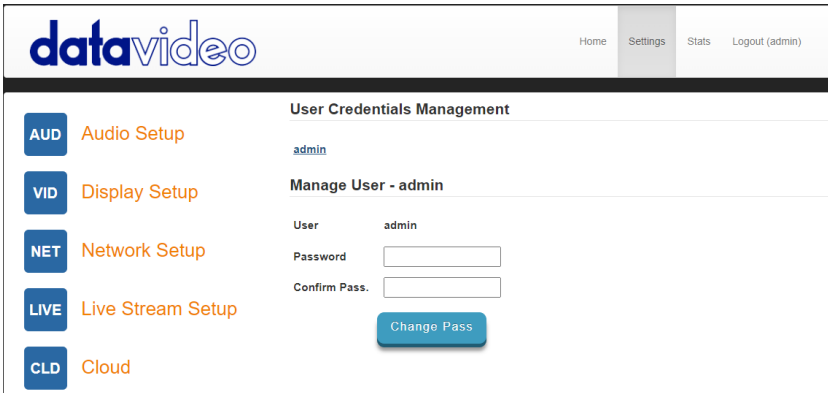 datavideo
Home Settings Stats Logout (admin)
AUD Audio Setup
VID Display Setup
NET Network Setup
LIVE Live Stream Setup
CLD Cloud
User Credentials Management
admin
Manage User - admin
User admin
Password
Confirm Pass.
Change Pass